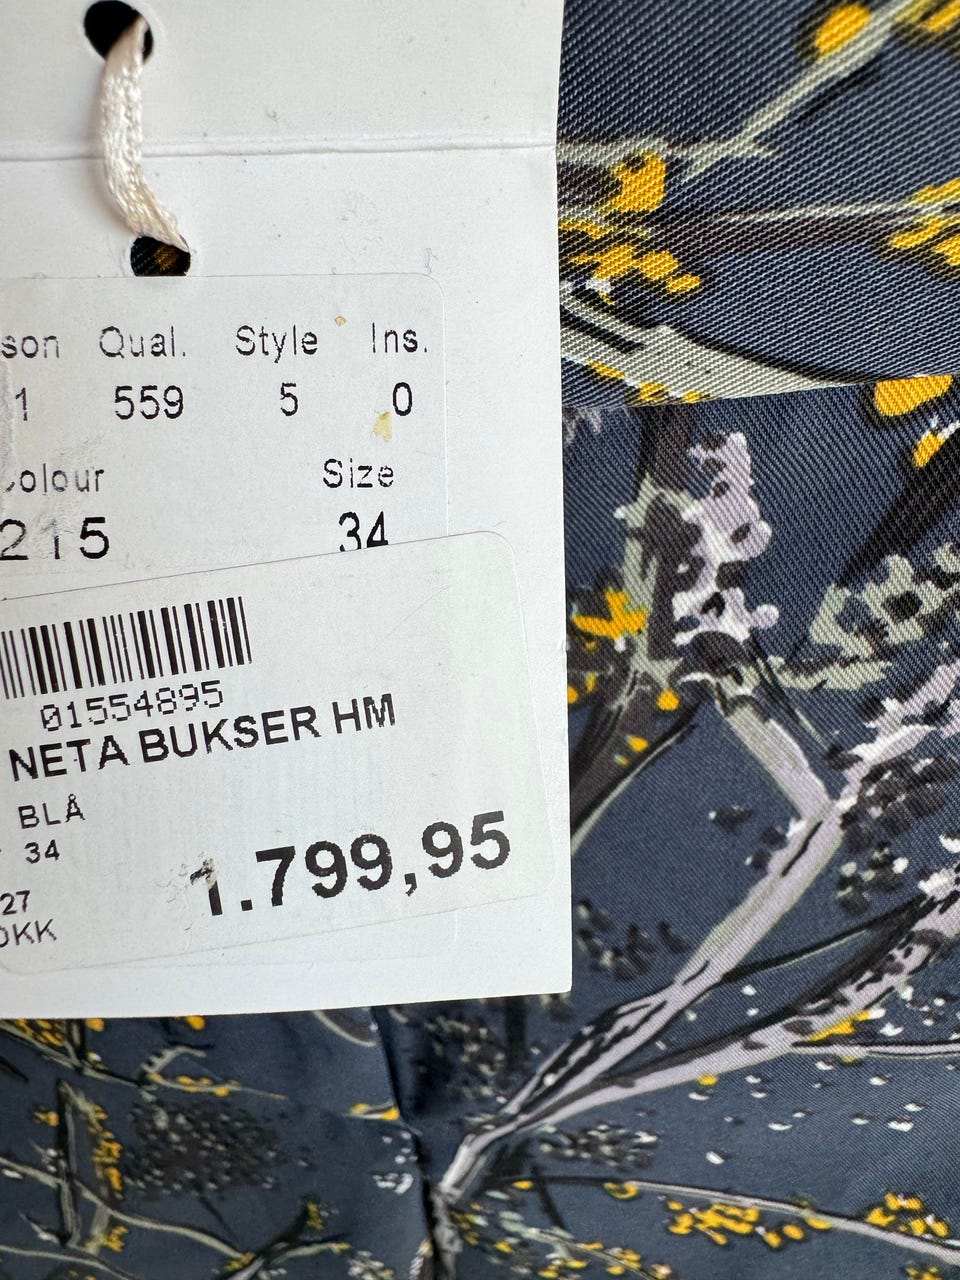 son Qual. Style Ins.
1 559 5 0
olour Size
215 34
01554895
NETA BUKSER HM
BLÅ
34
1.799,95
27
DKK